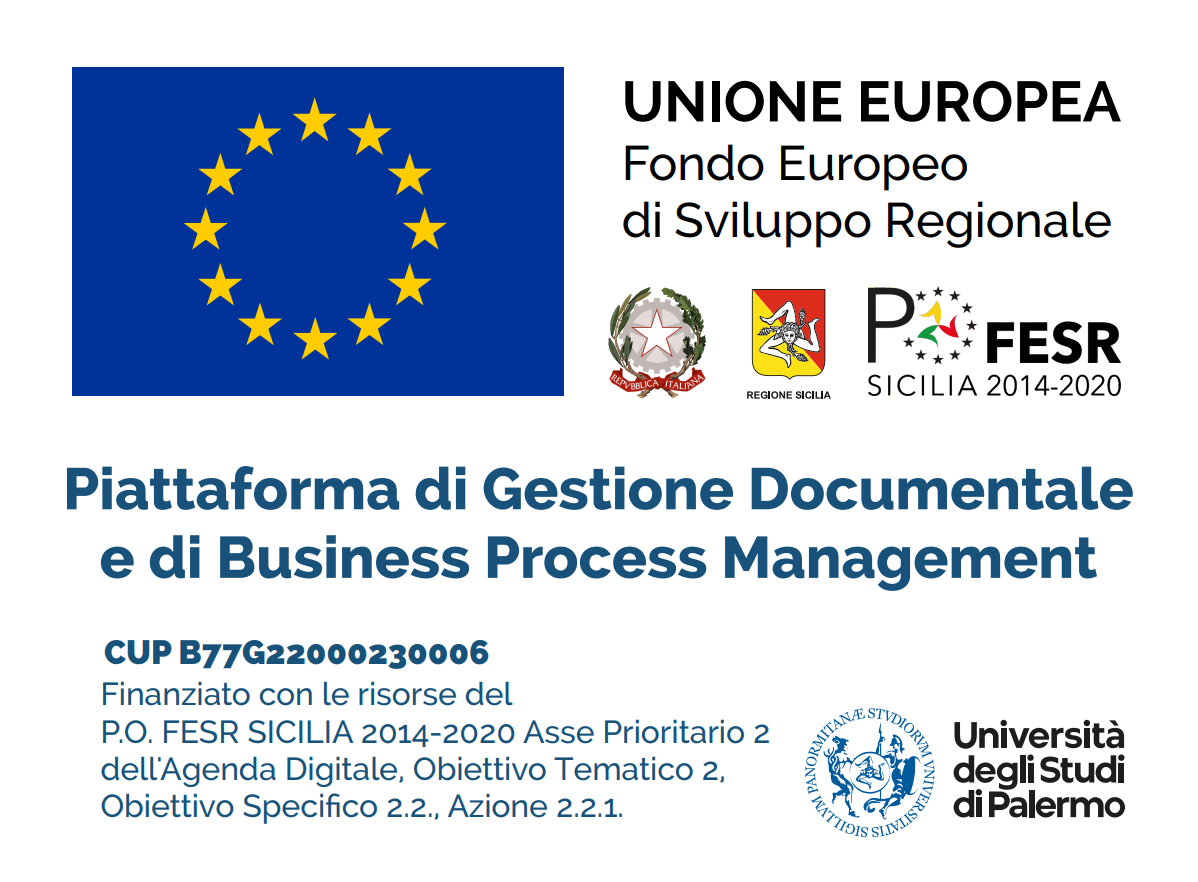 UNIONE EUROPEA
Fondo Europeo
di Sviluppo Regionale
REPVBBLICA ITALIANA
REGIONE SICILIA
PO FESR
SICILIA 2014-2020
Piattaforma di Gestione Documentale
e di Business Process Management
CUP B77G22000230006
Finanziato con le risorse del
P.O. FESR SICILIA 2014-2020 Asse Prioritario 2
dell'Agenda Digitale, Obiettivo Tematico 2,
Obiettivo Specifico 2.2., Azione 2.2.1.
SIGILLVM PANORMITANÆ STVDIORVM VNIVERSITATIS
Università
degli Studi
di Palermo